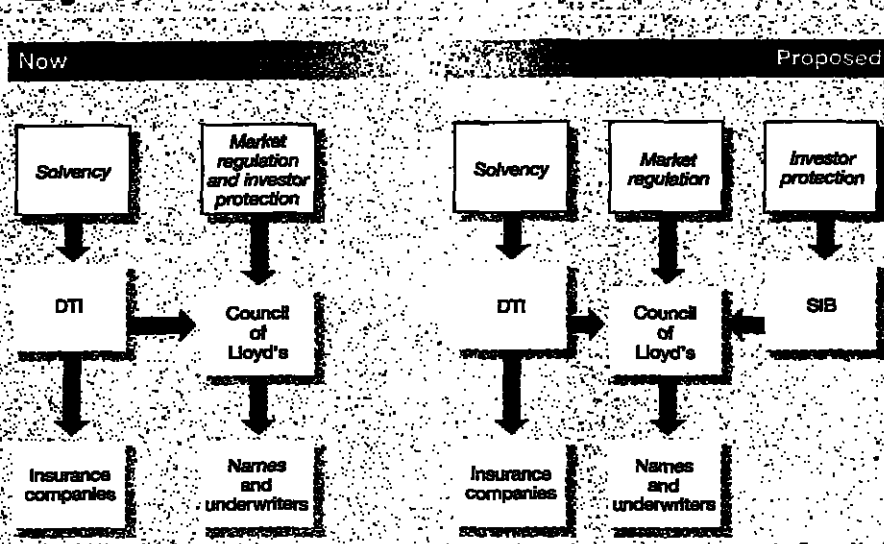 Now
Solvency
Market
regulation
and investor
protection
DTI
Council
of
Lloyd's
Insurance
companies
Names
and
underwriters
Proposed
Solvency
Market
regulation
Investor
protection
DTI
Council
of
Lloyd's
SIB
Insurance
companies
Names
and
underwriters